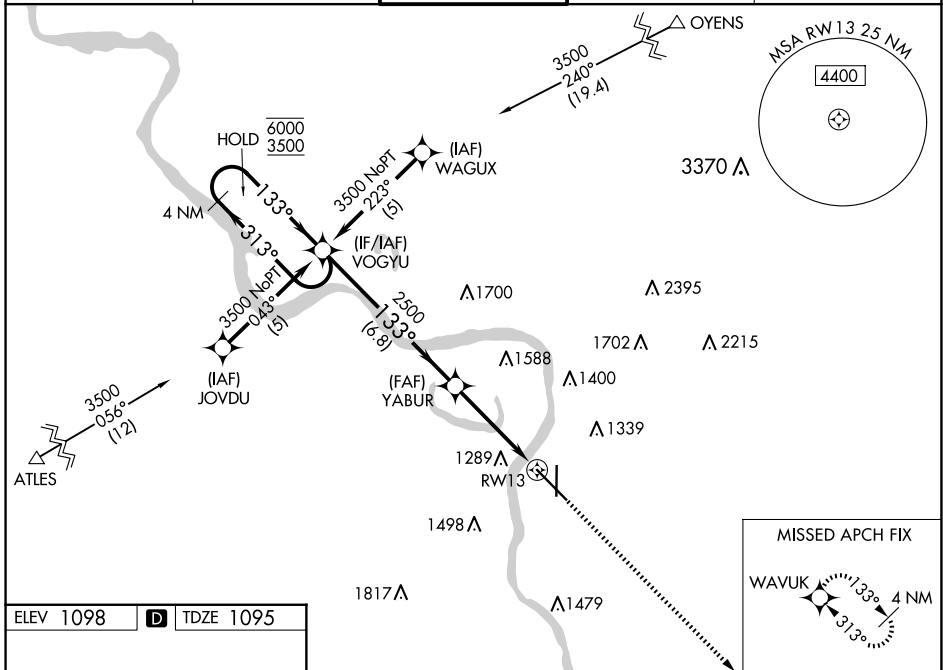 OYENS
3500
240°
(19.4)
MSA RW13 25 NM
4400
HOLD
6000
3500
(IAF)
WAGUX
3500 NoPT
223°
(5)
3370
4 NM
133°
313°
(IF/IAF)
VOGYU
3500 NoPT
043°
(5)
1700
2395
2500
133°
(6.8)
1702
2215
1588
(IAF)
JOVDU
(FAF)
YABUR
1400
3500
056°
(12)
1339
ATLES
1289
RW13
1498
MISSED APCH FIX
WAVUK
133°
4 NM
313°
1817
1479
ELEV 1098 D TDZE 1095